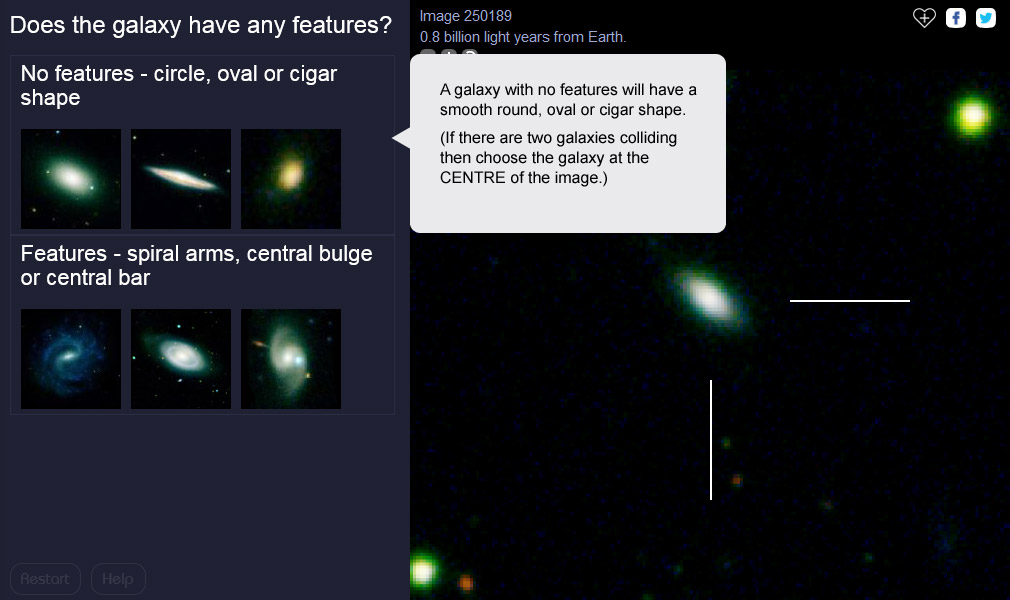 Does the galaxy have any features?
No features - circle, oval or cigar
shape
Features - spiral arms, central bulge
or central bar
Restart
Help
Image 250189
0.8 billion light years from Earth.
A galaxy with no features will have a
smooth round, oval or cigar shape.
(If there are two galaxies colliding
then choose the galaxy at the
CENTRE of the image.)